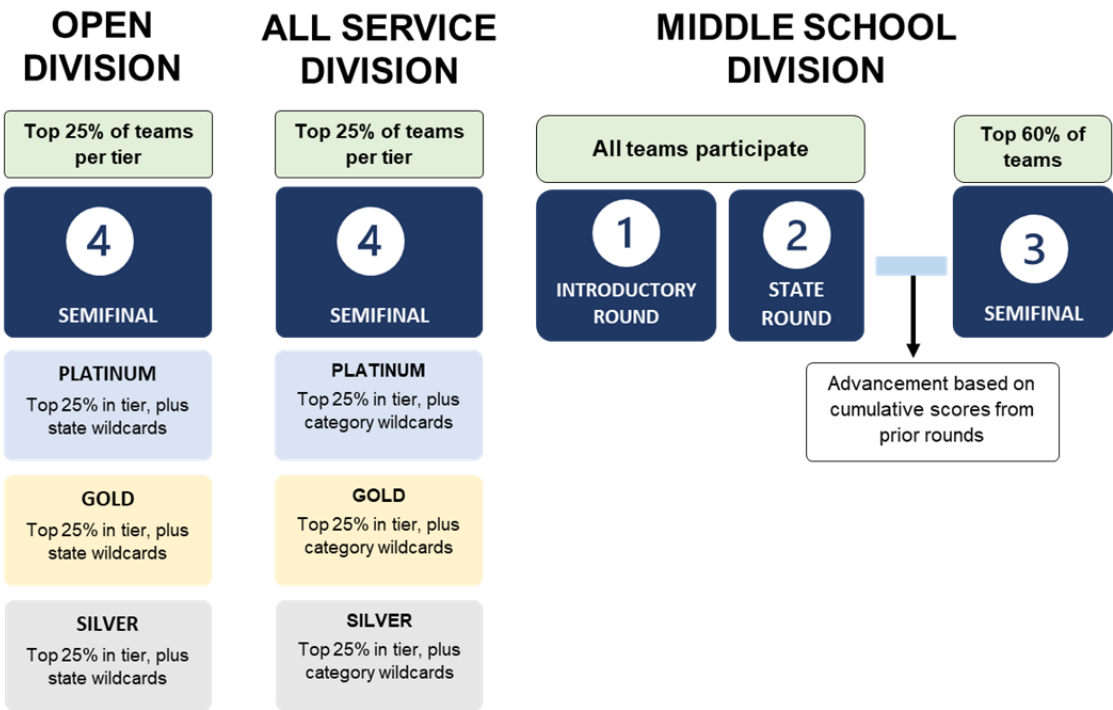 OPEN
DIVISION
Top 25% of teams
per tier
4
SEMIFINAL
PLATINUM
Top 25% in tier, plus
state wildcards
GOLD
Top 25% in tier, plus
state wildcards
SILVER
Top 25% in tier, plus
state wildcards
ALL SERVICE
DIVISION
Top 25% of teams
per tier
4
SEMIFINAL
PLATINUM
Top 25% in tier, plus
category wildcards
GOLD
Top 25% in tier, plus
category wildcards
SILVER
Top 25% in tier, plus
category wildcards
MIDDLE SCHOOL
DIVISION
All teams participate
1
INTRODUCTORY
ROUND
2
STATE
ROUND
Advancement based on
cumulative scores from
prior rounds
Top 60% of
teams
3
SEMIFINAL